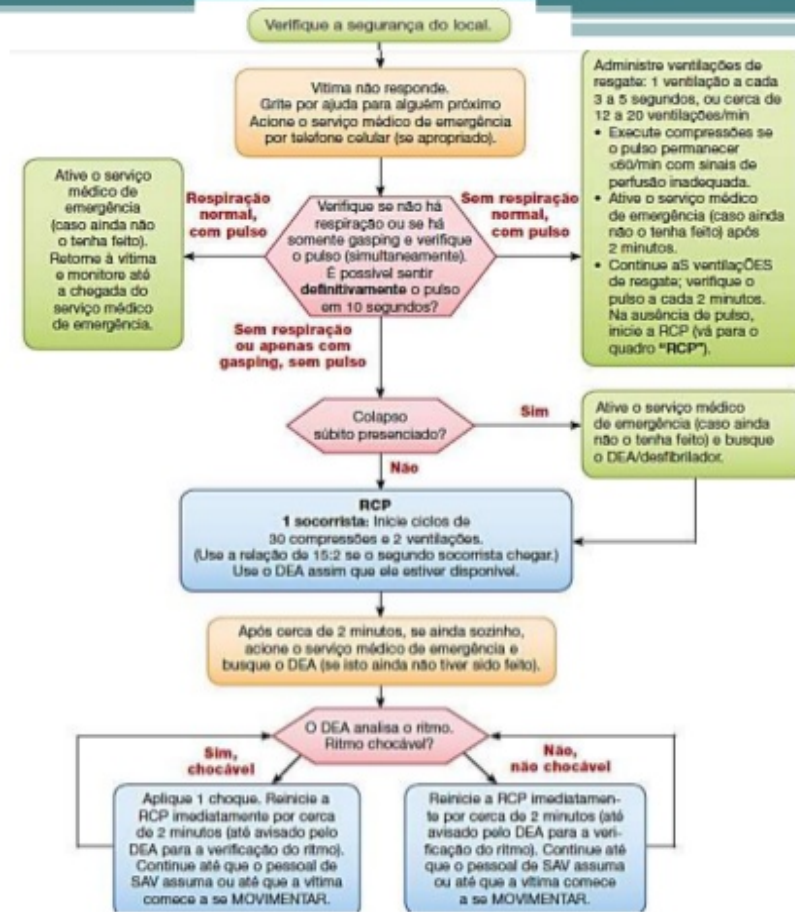 Verifique a segurança do local.
Vítima não responde.
Grite por ajuda para alguém próximo
Acione o serviço médico de emergência
por telefone celular (se apropriado).
Ative o serviço
médico de
emergência
(caso ainda não
o tenha feito).
Retorne à vítima
e monitore até
a chegada do
serviço médico
de emergência.
Respiração
normal,
com pulso
Verifique se não há
respiração ou se há
somente gasping e verifique
o pulso (simultaneamente).
É possível sentir
definitivamente o pulso
em 10 segundos?
Sem respiração
normal,
com pulso
Administre ventilações de
resgate: 1 ventilação a cada
3 a 5 segundos, ou cerca de
12 a 20 ventilações/min
• Execute compressões se
o pulso permanecer
≤60/min com sinais de
perfusão inadequada.
• Ative o serviço médico
de emergência (caso ainda
não o tenha feito) após
2 minutos.
• Continue aS ventilaçÕES
de resgate; verifique o
pulso a cada 2 minutos.
Na ausência de pulso,
inicie a RCP (vá para o
quadro "RCP").
Sem respiração
ou apenas com
gasping, sem pulso
Colapso
súbito presenciado?
Sim
Ative o serviço médico
de emergência (caso ainda
não o tenha feito) e busque
o DEA/desfibrilador.
Não
RCP
1 socorrista: Inicie ciclos de
30 compressões e 2 ventilações.
(Use a relação de 15:2 se o segundo socorrista chegar.)
Use o DEA assim que ele estiver disponível.
Após cerca de 2 minutos, se ainda sozinho,
acione o serviço médico de emergência e
busque o DEA (se isto ainda não tiver sido feito).
O DEA analisa o ritmo.
Ritmo chocável?
Sim,
chocável
Não,
não chocável
Aplique 1 choque. Reinicie a
RCP imediatamente por cerca
de 2 minutos (até avisado pelo
DEA para a verificação do ritmo).
Continue até que o pessoal de
SAV assuma ou até que a vítima
comece a se MOVIMENTAR.
Reinicie a RCP imediatamen-
te por cerca de 2 minutos (até
avisado pelo DEA para a veri-
ficação do ritmo). Continue até
que o pessoal de SAV assuma
ou até que a vítima comece
a se MOVIMENTAR.